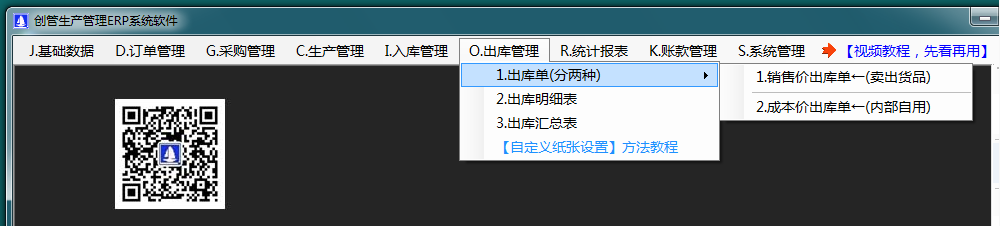 创管生产管理ERP系统软件
J.基础数据 D.订单管理 G.采购管理 C.生产管理 I.入库管理 O.出库管理 R.统计报表 K.账款管理 S.系统管理 【视频教程，先看再用】
1.出库单(分两种) 1.销售价出库单←(卖出货品)
2.出库明细表 2.成本价出库单←(内部自用)
3.出库汇总表
【自定义纸张设置】方法教程